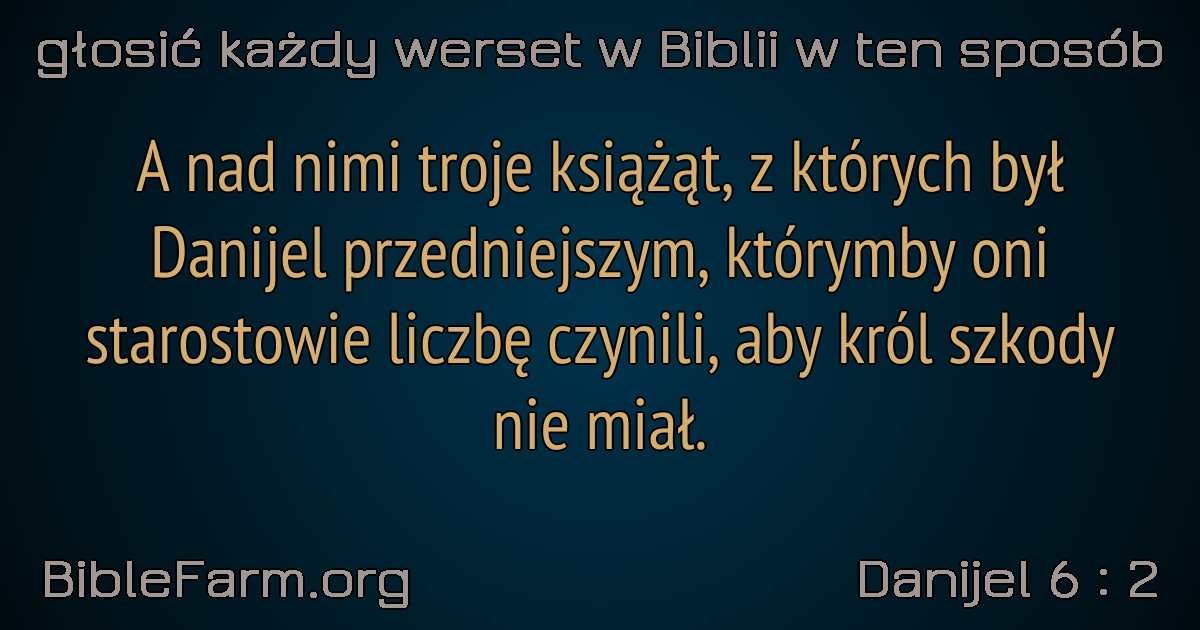 głosić każdy werset w Biblii w ten sposób
A nad nimi troje książąt, z których był
Danijel przedniejszym, którymby oni
starostowie liczbę czynili, aby król szkody
nie miał.
BibleFarm.org
Danijel 6 : 2